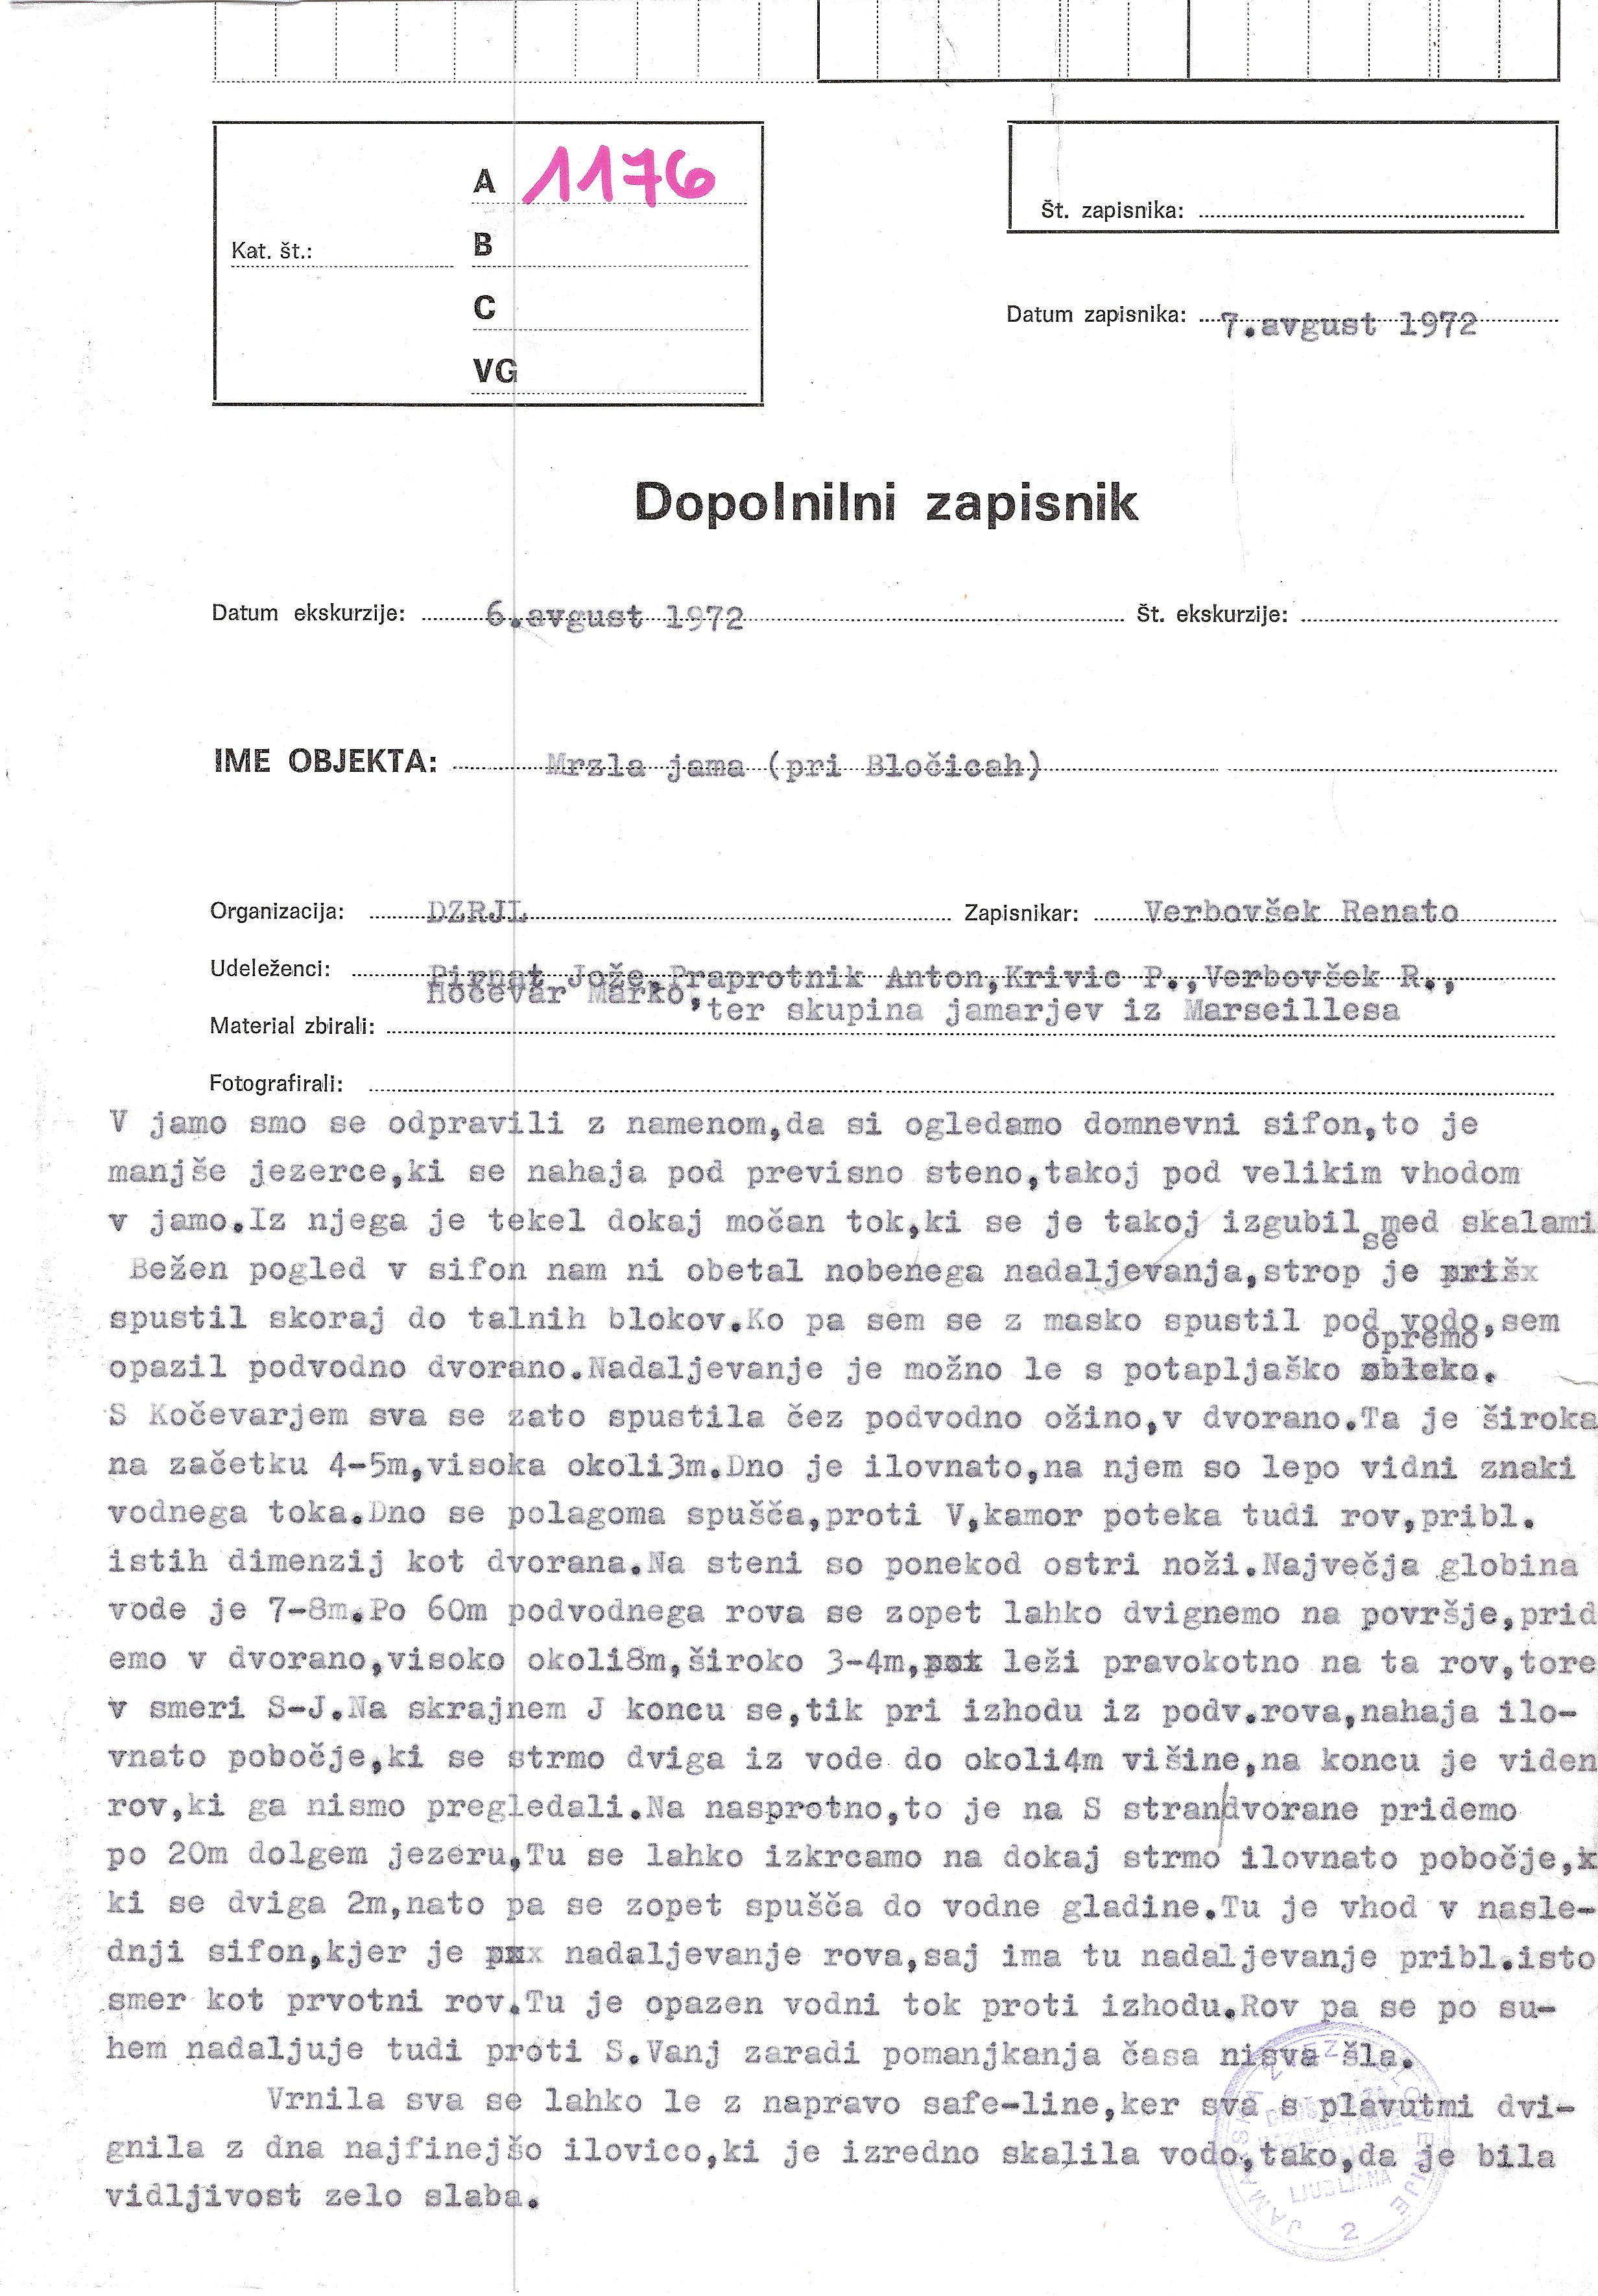 A 1176
Št. zapisnika:
Kat. št.:
B
C
Datum zapisnika: 7.avgust 1972
VG
Dopolnilni zapisnik
Datum ekskurzije: 6.avgust 1972 Št. ekskurzije:
IME OBJEKTA: Mrzla jama (pri Bločicah)
Organizacija: DZRJL Zapisnikar: Verbovšek Renato
Udeleženci: Pirnat Jože,Praprotnik Anton,Krivic P.,Verbovšek R.,
Hočevar Marko,ter skupina jamarjev iz Marseillesa
Material zbirali:
Fotografirali:
V jamo smo se odpravili z namenom,da si ogledamo domnevni sifon,to je
manjše jezerce,ki se nahaja pod previsno steno,takoj pod velikim vhodom
v jamo.Iz njega je tekel dokaj močan tok,ki se je takoj izgubil med skalami
Bežen pogled v sifon nam ni obetal nobenega nadaljevanja,strop je se
spustil skoraj do talnih blokov.Ko pa sem se z masko spustil pod vodo,sem
opazil podvodno dvorano.Nadaljevanje je možno le s potapljaško opremo.
S Kočevarjem sva se zato spustila čez podvodno ožino,v dvorano.Ta je široka
na začetku 4-5m,visoka okoli3m.Dno je ilovnato,na njem so lepo vidni znaki
vodnega toka.Dno se polagoma spušča,proti V,kamor poteka tudi rov,pribl.
istih dimenzij kot dvorana.Na steni so ponekod ostri noži.Največja globina
vode je 7-8m.Po 60m podvodnega rova se zopet lahko dvignemo na površje,prid
emo v dvorano,visoko okoli8m,široko 3-4m, leži pravokotno na ta rov,tore
v smeri S-J.Na skrajnem J koncu se,tik pri izhodu iz podv.rova,nahaja ilo-
vnato pobočje,ki se strmo dviga iz vode do okoli4m višine,na koncu je viden
rov,ki ga nismo pregledali.Na nasprotno,to je na S stran/dvorane pridemo
po 20m dolgem jezeru,Tu se lahko izkrcamo na dokaj strmo ilovnato pobočje,
ki se dviga 2m,nato pa se zopet spušča do vodne gladine.Tu je vhod v nasle-
dnji sifon,kjer je nadaljevanje rova,saj ima tu nadaljevanje pribl.isto
smer kot prvotni rov.Tu je opazen vodni tok proti izhodu.Rov pa se po su-
hem nadaljuje tudi proti S.Vanj zaradi pomanjkanja časa nisva šla.
Vrnila sva se lahko le z napravo safe-line,ker sva s plavutmi dvi-
gnila z dna najfinejšo ilovico,ki je izredno skalila vodo,tako,da je bila
vidljivost zelo slaba.
LJUBLJANA
2